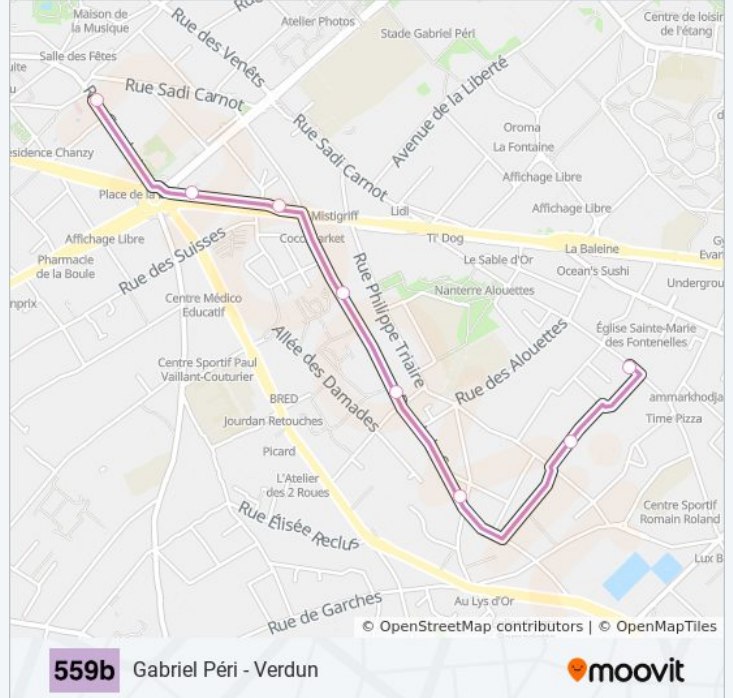 Maison de
la Musique
Rue des Venêts
Atelier Photos
Stade Gabriel Péri
Centre de loisir
de l'étang
Salle des Fêtes
Rue Sadi Carnot
Avenue de la Liberté
Rue Sadi Carnot
Oroma
La Fontaine
esidence Chanzy
Affichage Libre
Place de la
Mistigriff
Lidl
Affichage Libre
Affichage Libre
Rue des Suisses
Ti' Dog
La Baleine
Pharmacie
de la Boule
Le Sable d'Or
Ocean's Sushi
Evan
Undergrou
nprix
Centre Médico
Educatif
Rue Philippe Triaire
Nanterre Alouettes
Église Sainte-Marie
des Fontenelles
Allée des Damades
Rue des Alouettes
Centre Sportif Paul
Vaillant-Couturier
BRED
Jourdan Retouches
ammarkhodja
Time Pizza
Picard
L'Atelier
des 2 Roues
Rue Élisée Reclus
Centre Sportif
Romain Roland
Lux B
Au Lys d'Or
Rue de Garches
© OpenStreetMap contributors | © OpenMapTiles
559b Gabriel Péri - Verdun
moovit